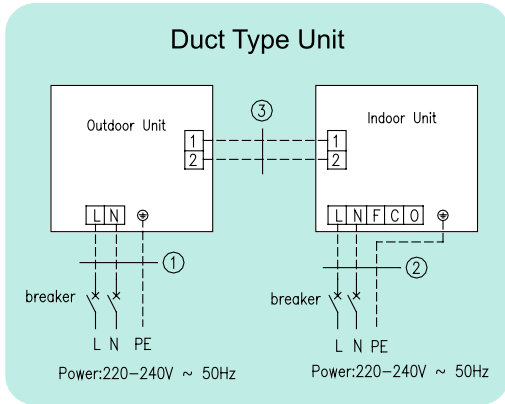 Duct Type Unit
Outdoor Unit
1
2
L N
3
Indoor Unit
1
2
L N F C O
1
breaker
L N PE
Power:220-240V ~ 50Hz
2
breaker
L N PE
Power:220-240V ~ 50Hz